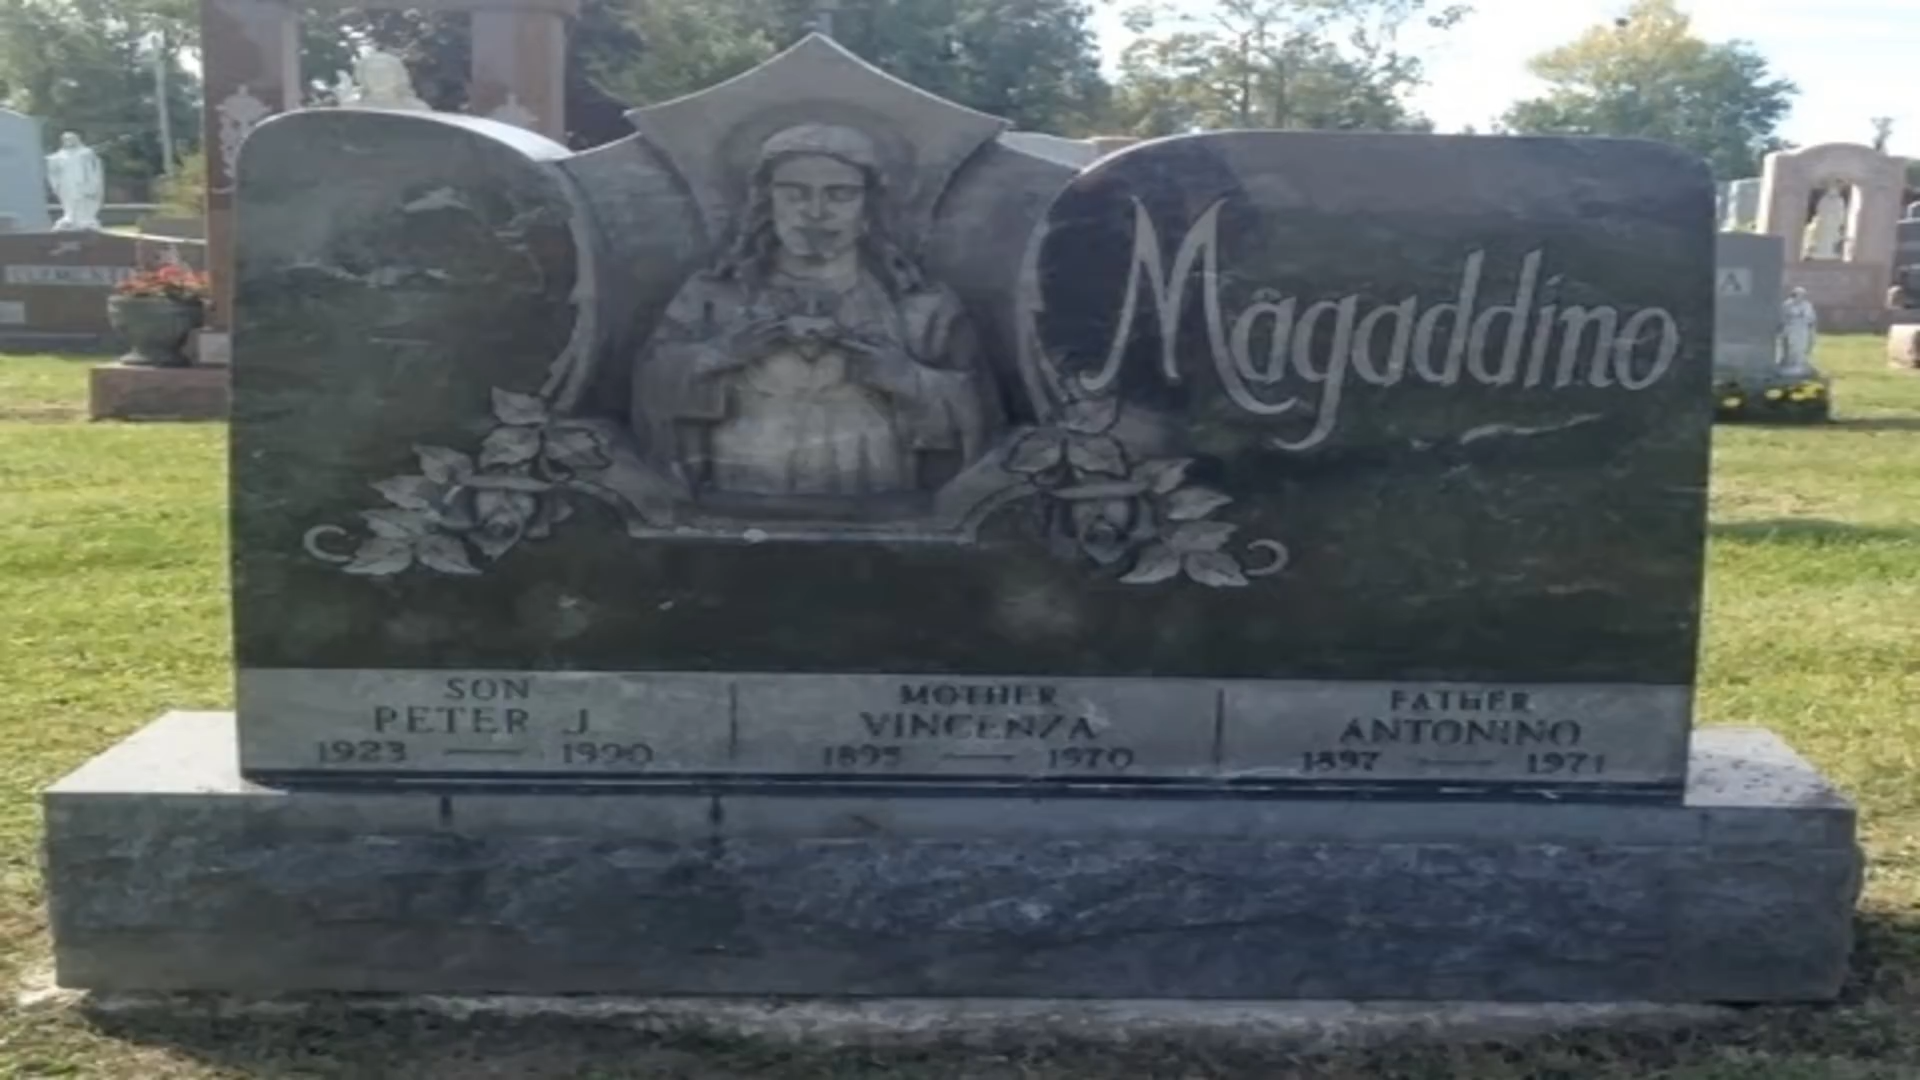 Magaddino
SON
PETER J
1923 — 1990
MOTHER
VINCENZA
1895 — 1970
FATHER
ANTONINO
1897 — 1971
A